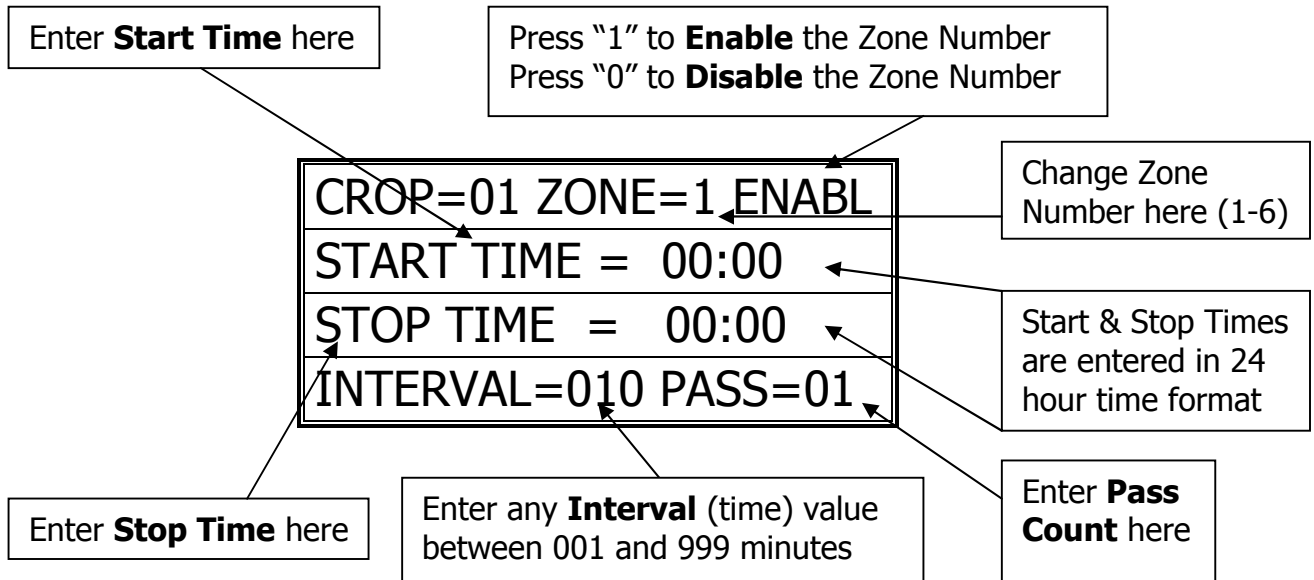 Enter Start Time here
Press “1” to Enable the Zone Number
Press “0” to Disable the Zone Number
CROP=01 ZONE=1 ENABL
START TIME = 00:00
STOP TIME = 00:00
INTERVAL=010 PASS=01
Change Zone
Number here (1-6)
Start & Stop Times
are entered in 24
hour time format
Enter Stop Time here
Enter any Interval (time) value
between 001 and 999 minutes
Enter Pass
Count here